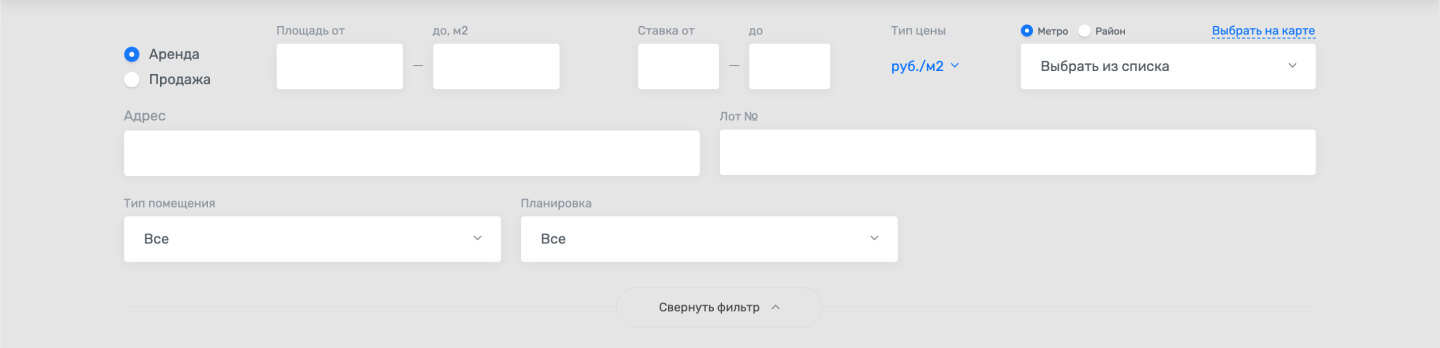 Площадь от до, м2 Ставка от до Тип цены Метро Район Выбрать на карте
Аренда
— — руб./м2 Выбрать из списка
Продажа
Адрес Лот №
Тип помещения Планировка
Все Все
Свернуть фильтр